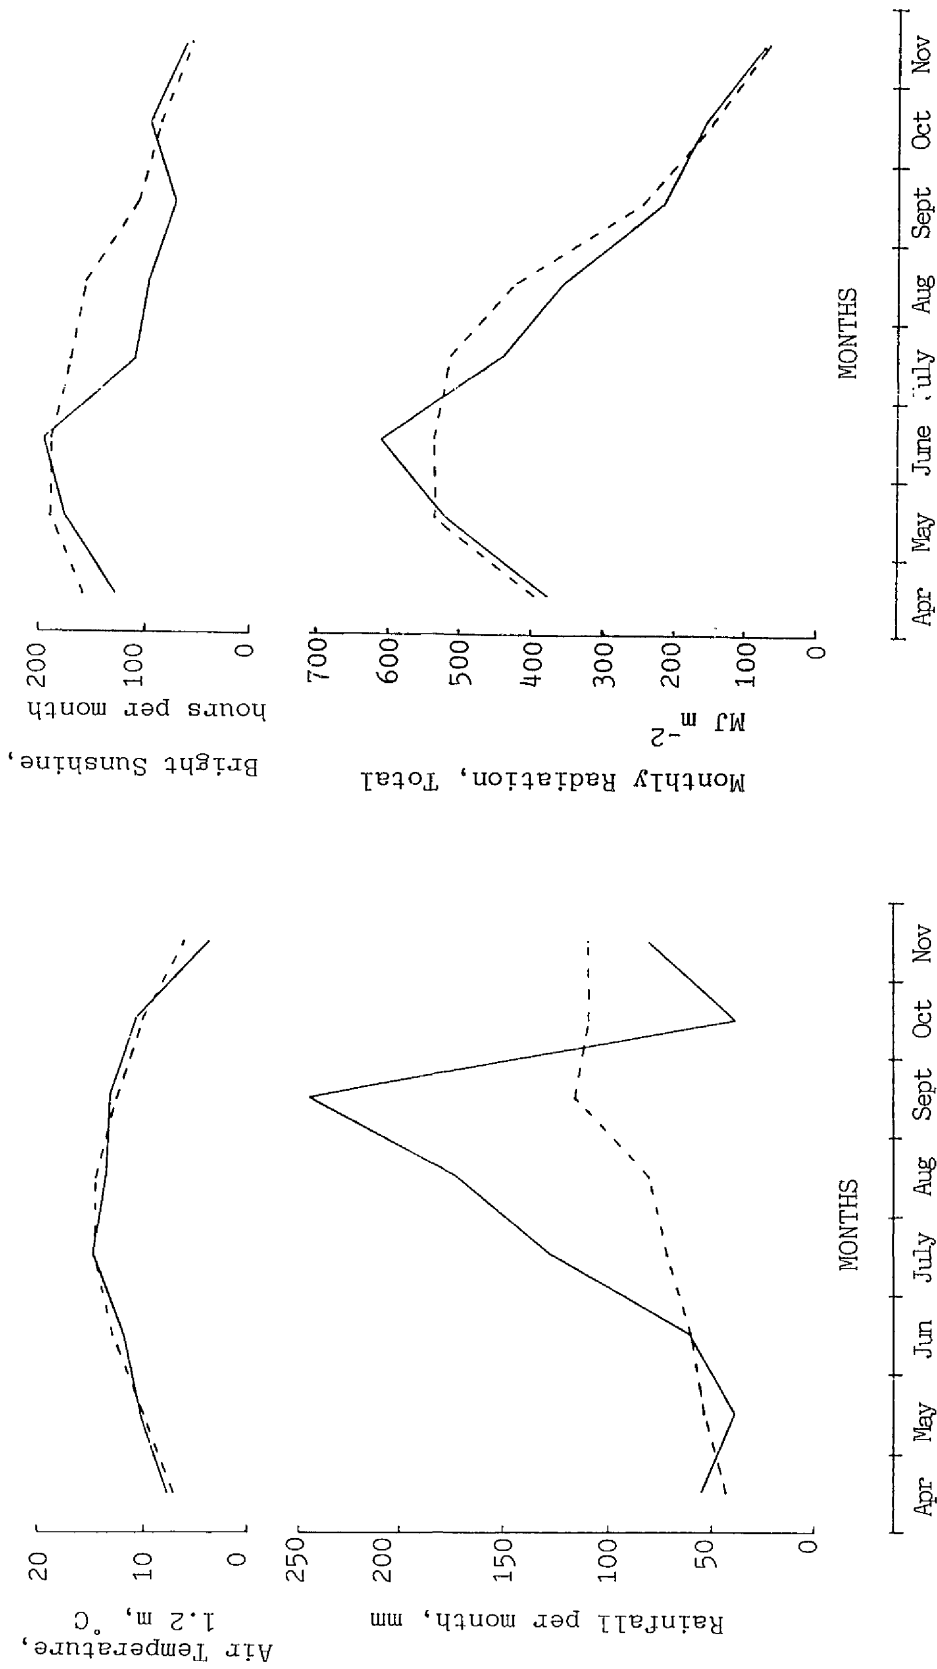 Air Temperature,
1.2 m, °C
20
10
0
Rainfall per month, mm
250
200
150
100
50
0
Apr May Jun July Aug Sept Oct Nov
MONTHS
Bright Sunshine,
hours per month
200
100
0
Monthly Radiation, Total
MJ m-2
700
600
500
400
300
200
100
0
Apr May June July Aug Sept Oct Nov
MONTHS